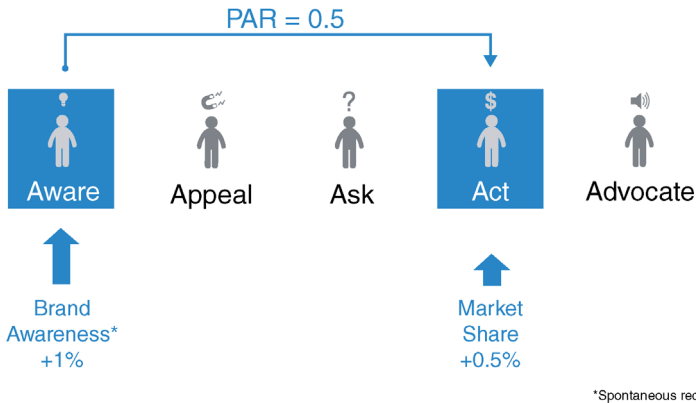 PAR = 0.5
Aware
Appeal
?
Ask
$
Act
Advocate
Brand
Awareness*
+1%
Market
Share
+0.5%
*Spontaneous